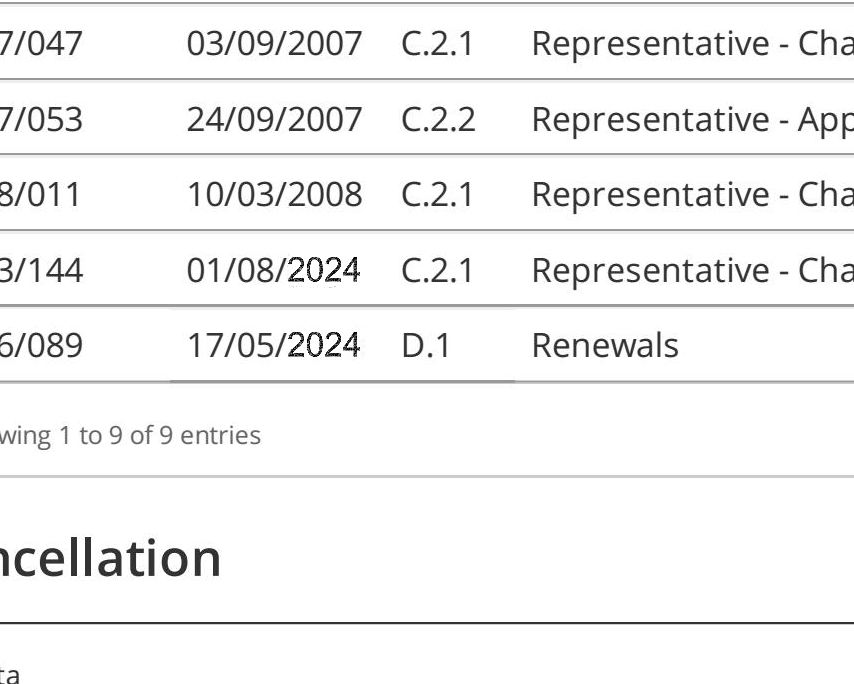 7/047 03/09/2007 C.2.1 Representative - Cha
7/053 24/09/2007 C.2.2 Representative - App
8/011 10/03/2008 C.2.1 Representative - Cha
3/144 01/08/2024 C.2.1 Representative - Cha
6/089 17/05/2024 D.1 Renewals
wing 1 to 9 of 9 entries
ncellation
ta